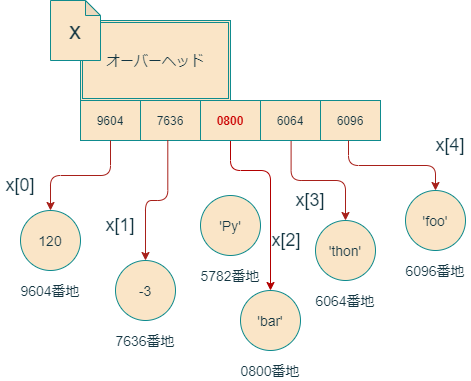 x
オーバーヘッド
9604 7636 0800 6064 6096
x[0]
x[1]
x[2]
x[3]
x[4]
120
9604番地
-3
7636番地
'Py'
5782番地
'bar'
0800番地
'thon'
6064番地
'foo'
6096番地